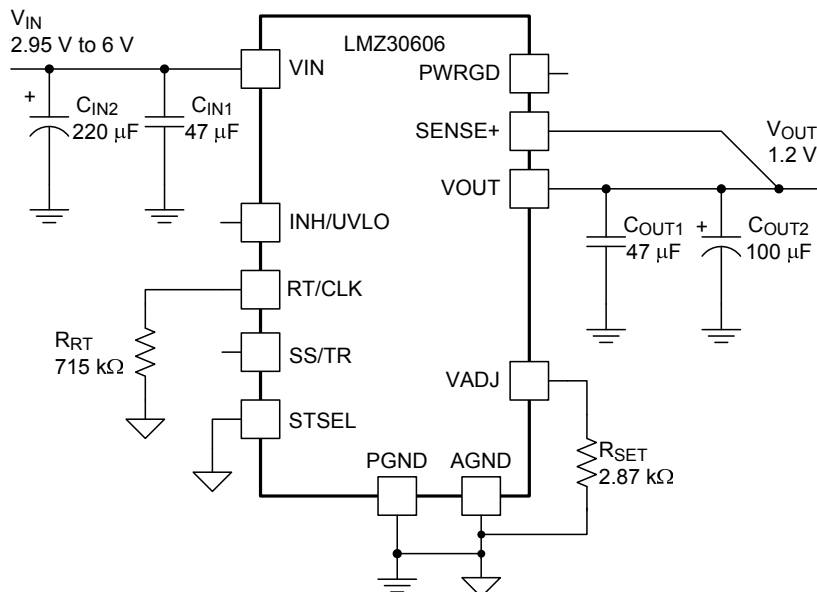 VIN
2.95 V to 6 V
LMZ30606
VIN
PWRGD
CIN2
220 μF
CIN1
47 μF
SENSE+
VOUT
1.2 V
VOUT
INH/UVLO
COUT1
47 μF
COUT2
100 μF
RT/CLK
RRT
715 kΩ
SS/TR
VADJ
STSEL
PGND
AGND
RSET
2.87 kΩ